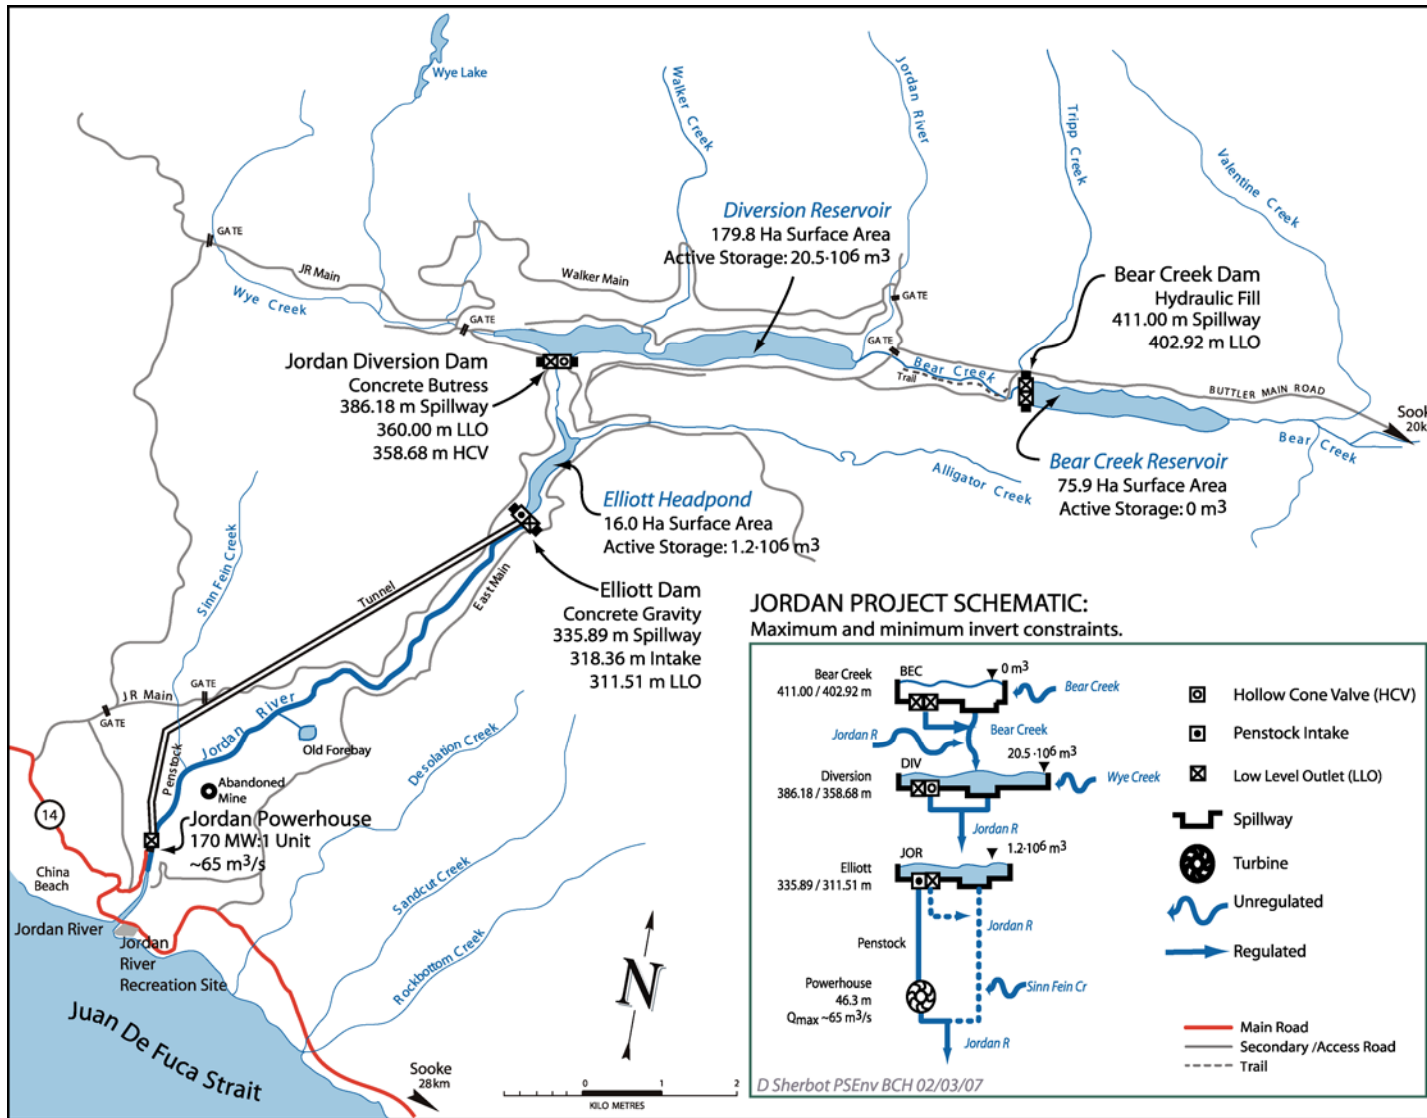 Wye Lake
Walker Creek
Jordan River
Tripp Creek
Valentine Creek
GATE
JR Main
Wye Creek
GATE
Walker Main
Diversion Reservoir
179.8 Ha Surface Area
Active Storage: 20.5·10⁶ m³
GATE
GATE
Bear Creek
Trail
Bear Creek Dam
Hydraulic Fill
411.00 m Spillway
402.92 m LLO
BUTTLER MAIN ROAD
Sook
20k
Bear Creek
Jordan Diversion Dam
Concrete Butress
386.18 m Spillway
360.00 m LLO
358.68 m HCV
Alligator Creek
Bear Creek Reservoir
75.9 Ha Surface Area
Active Storage: 0 m³
Elliott Headpond
16.0 Ha Surface Area
Active Storage: 1.2·10⁶ m³
Sinn Fein Creek
Tunnel
East Main
Elliott Dam
Concrete Gravity
335.89 m Spillway
318.36 m Intake
311.51 m LLO
GATE
JR Main
GATE
Penstock
Jordan River
Old Forebay
Abandoned
Mine
Desolation Creek
14
Jordan Powerhouse
170 MW:1 Unit
~65 m³/s
China
Beach
Sandcut Creek
Rockbottom Creek
Jordan River
Jordan
River
Recreation Site
Juan De Fuca Strait
Sooke
28km
N
0 1 2
KILO METRES
JORDAN PROJECT SCHEMATIC:
Maximum and minimum invert constraints.
Bear Creek
411.00 / 402.92 m
BEC
0 m³
Bear Creek
Jordan R
Bear Creek
20.5 ·10⁶ m³
Diversion
386.18 / 358.68 m
DIV
Wye Creek
Jordan R
Elliott
335.89 / 311.51 m
JOR
1.2·10⁶ m³
Jordan R
Penstock
Powerhouse
46.3 m
Qmax ~65 m³/s
Sinn Fein Cr
Jordan R
D Sherbot PSEnv BCH 02/03/07
Hollow Cone Valve (HCV)
Penstock Intake
Low Level Outlet (LLO)
Spillway
Turbine
Unregulated
Regulated
Main Road
Secondary /Access Road
Trail